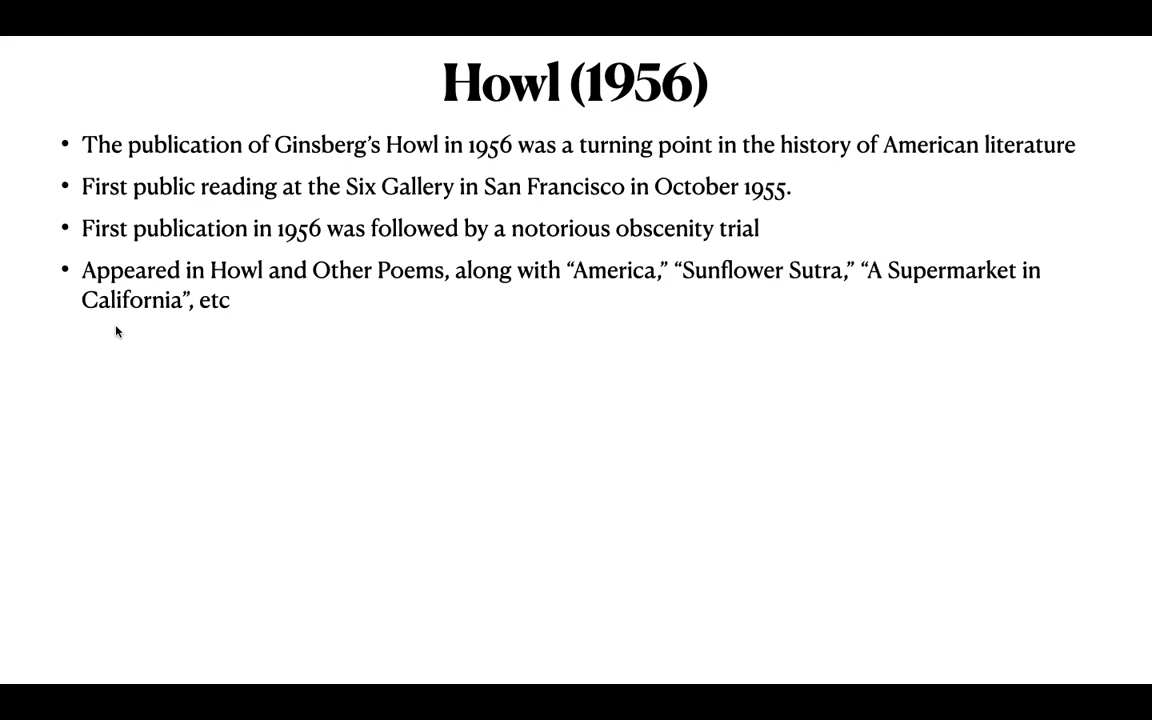 Howl (1956)
• The publication of Ginsberg’s Howl in 1956 was a turning point in the history of American literature
• First public reading at the Six Gallery in San Francisco in October 1955.
• First publication in 1956 was followed by a notorious obscenity trial
• Appeared in Howl and Other Poems, along with “America,” “Sunflower Sutra,” “A Supermarket in
California”, etc